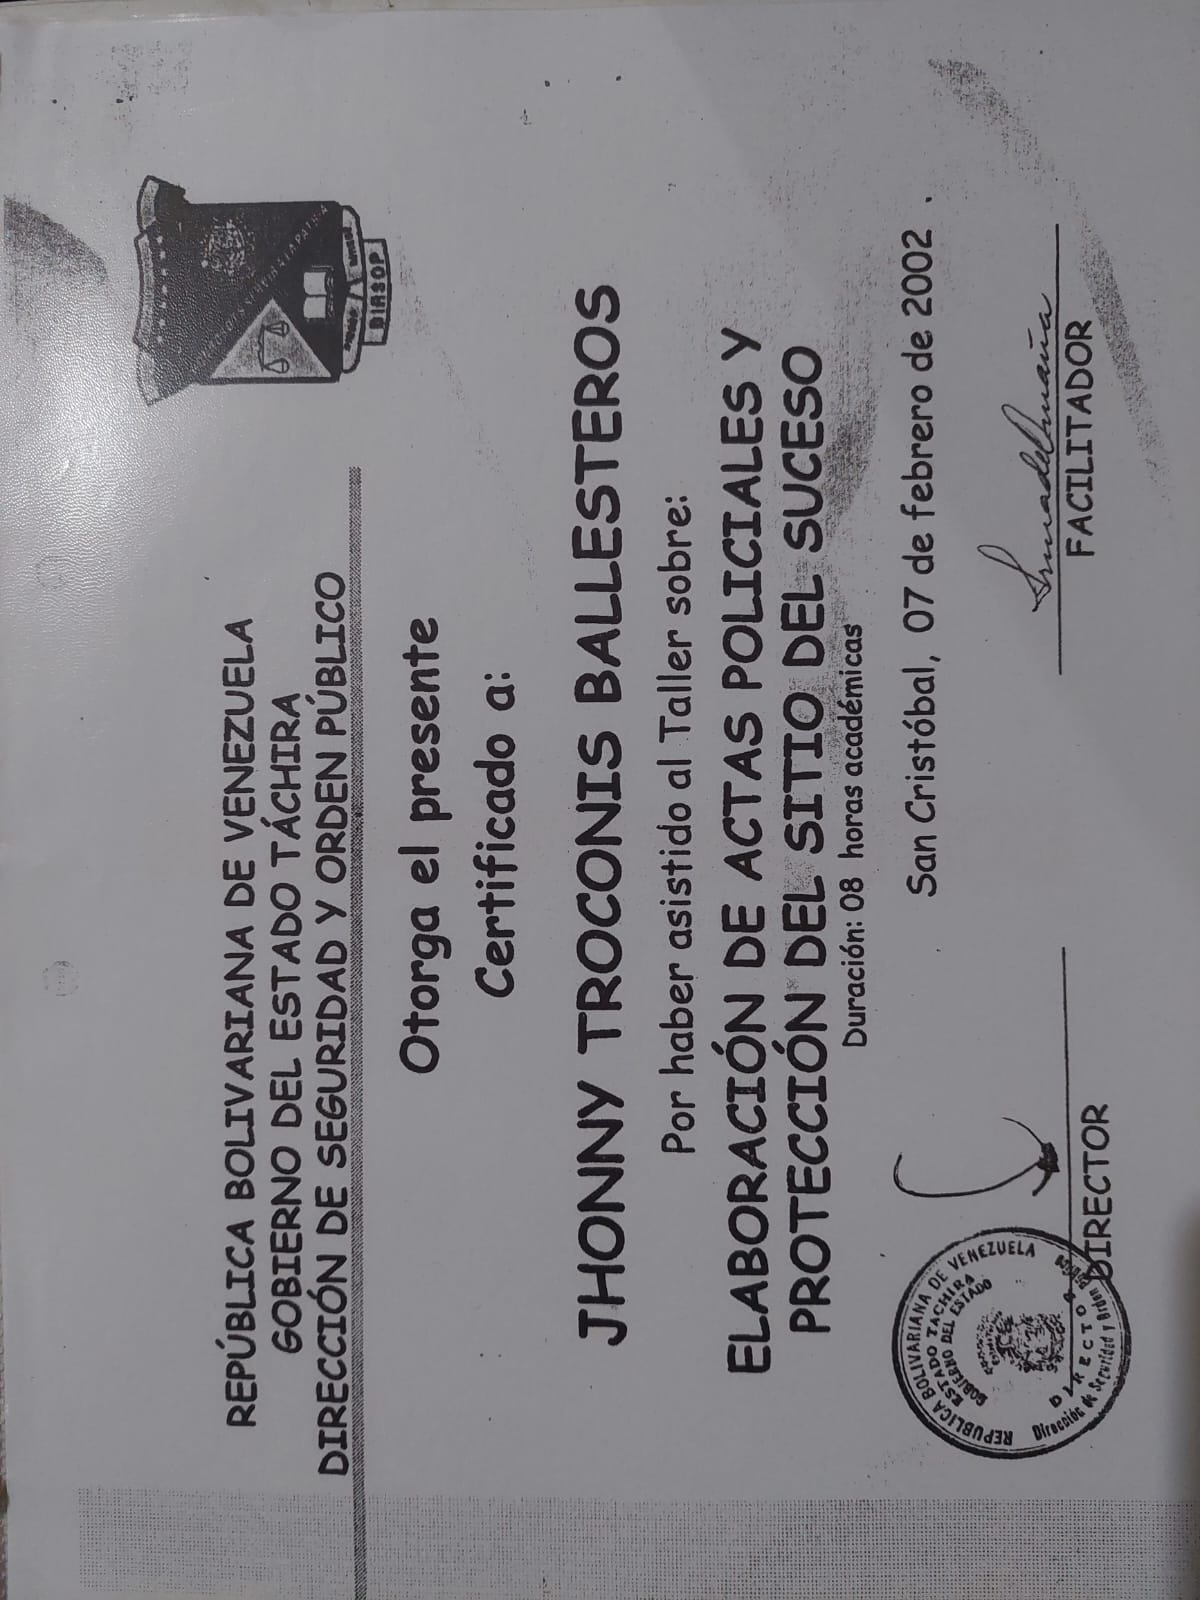 REPÚBLICA BOLIVARIANA DE VENEZUELA
GOBIERNO DEL ESTADO TÁCHIRA
DIRECCIÓN DE SEGURIDAD Y ORDEN PÚBLICO
DIRSOP
Otorga el presente
Certificado a:
JHONNY TROCONIS BALLESTEROS
Por haber asistido al Taller sobre:
ELABORACIÓN DE ACTAS POLICIALES Y
PROTECCIÓN DEL SITIO DEL SUCESO
Duración: 08 horas académicas
San Cristóbal, 07 de febrero de 2002.
DIRECTOR
FACILITADOR
REPUBLICA BOLIVARIANA DE VENEZUELA
ESTADO TACHIRA
GOBIERNO DEL ESTADO
DIRECTO
Dirección de Seguridad y Orden